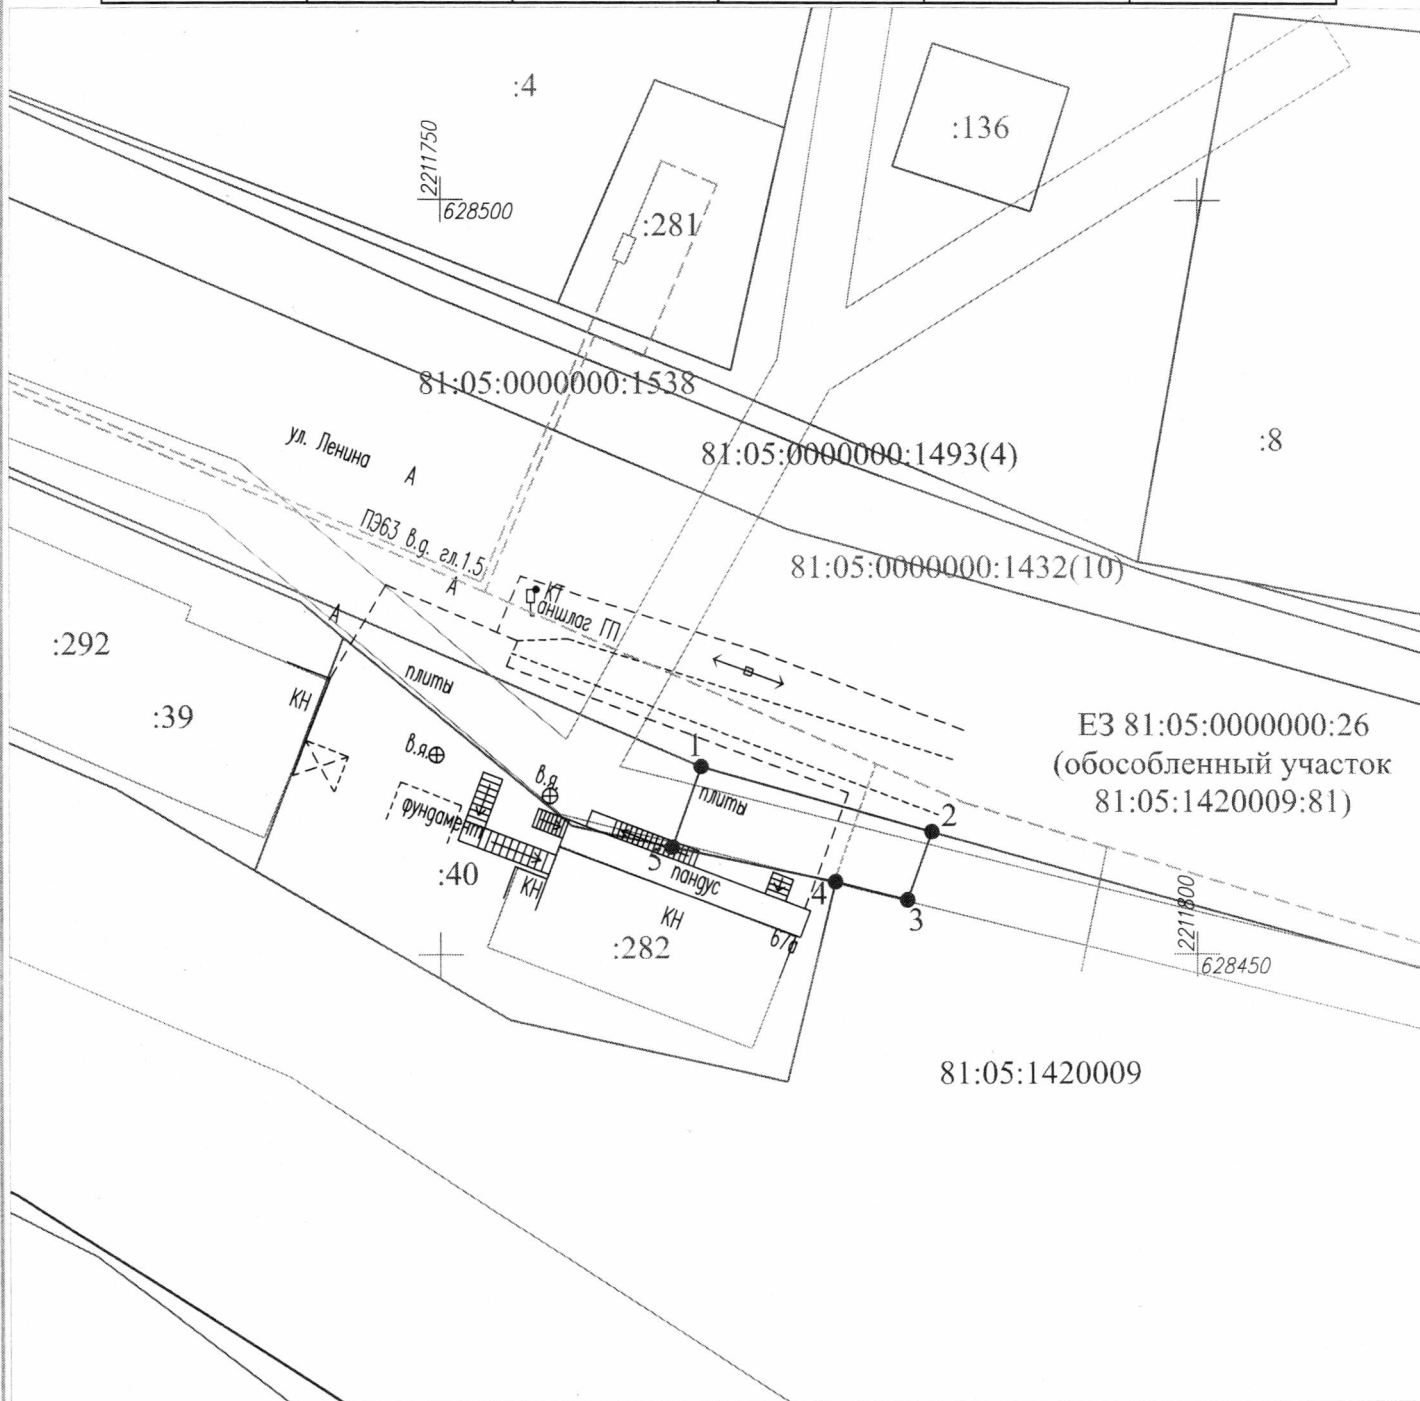 :4
:136
2211750
628500
:281
81:05:0000000:1538
81:05:0000000:1493(4)
:8
ул. Ленина
А
ПЭ63 в.д. гл.1.5
81:05:0000000:1432(10)
А
КТ
аншлаг ГП
А
:292
плиты
КН
:39
ЕЗ 81:05:0000000:26
(обособленный участок
81:05:1420009:81)
1
в.я.
в.я.
плиты
фундамент
2
5
:40
пандус
4
КН
КН
3
:282
б/а
2211800
628450
81:05:1420009